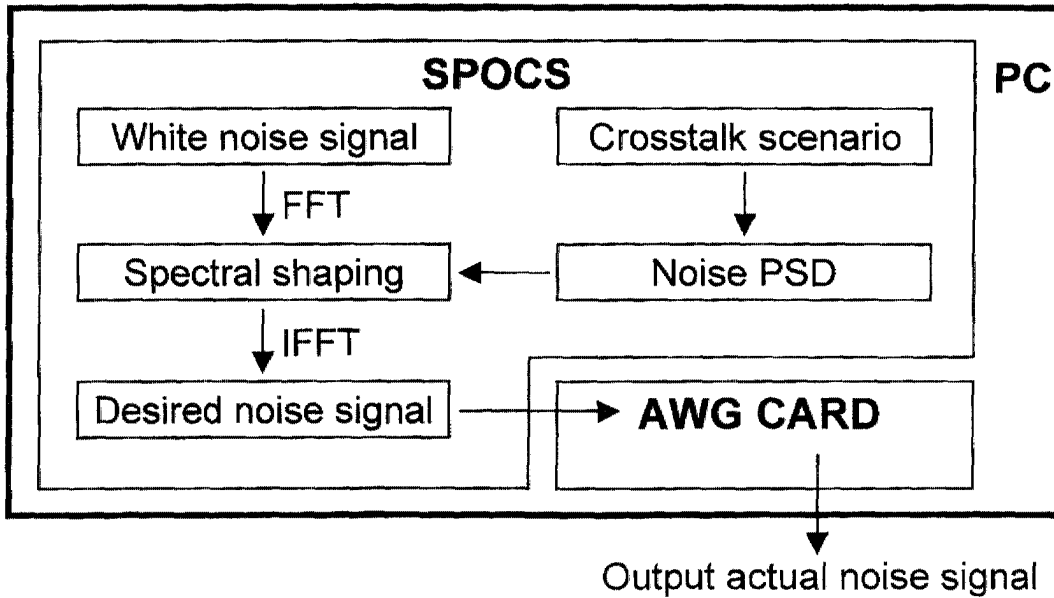 SPOCS
PC
White noise signal
Crosstalk scenario
FFT
Spectral shaping
Noise PSD
IFFT
Desired noise signal
AWG CARD
Output actual noise signal